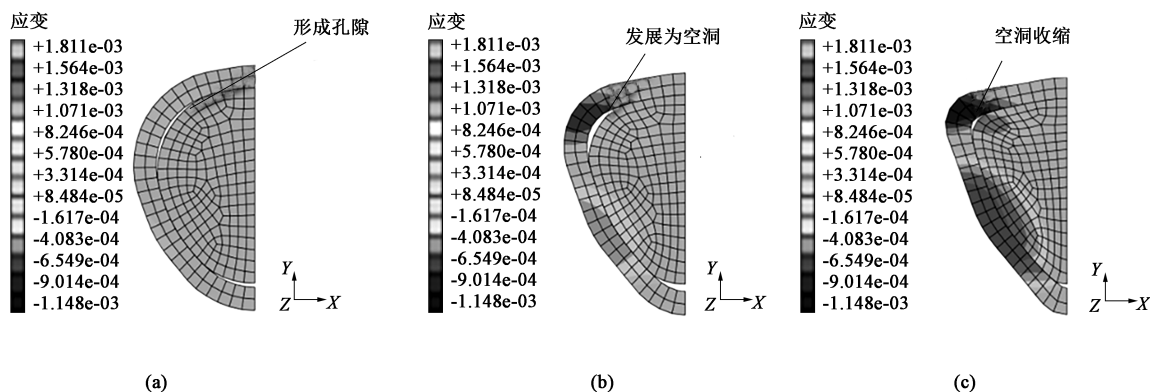 应变
+1.811e-03
+1.564e-03
+1.318e-03
+1.071e-03
+8.246e-04
+5.780e-04
+3.314e-04
+8.484e-05
-1.617e-04
-4.083e-04
-6.549e-04
-9.014e-04
-1.148e-03
形成孔隙
Y
Z
X
(a)
应变
+1.811e-03
+1.564e-03
+1.318e-03
+1.071e-03
+8.246e-04
+5.780e-04
+3.314e-04
+8.484e-05
-1.617e-04
-4.083e-04
-6.549e-04
-9.014e-04
-1.148e-03
发展为空洞
Y
Z
X
(b)
应变
+1.811e-03
+1.564e-03
+1.318e-03
+1.071e-03
+8.246e-04
+5.780e-04
+3.314e-04
+8.484e-05
-1.617e-04
-4.083e-04
-6.549e-04
-9.014e-04
-1.148e-03
空洞收缩
Y
Z
X
(c)